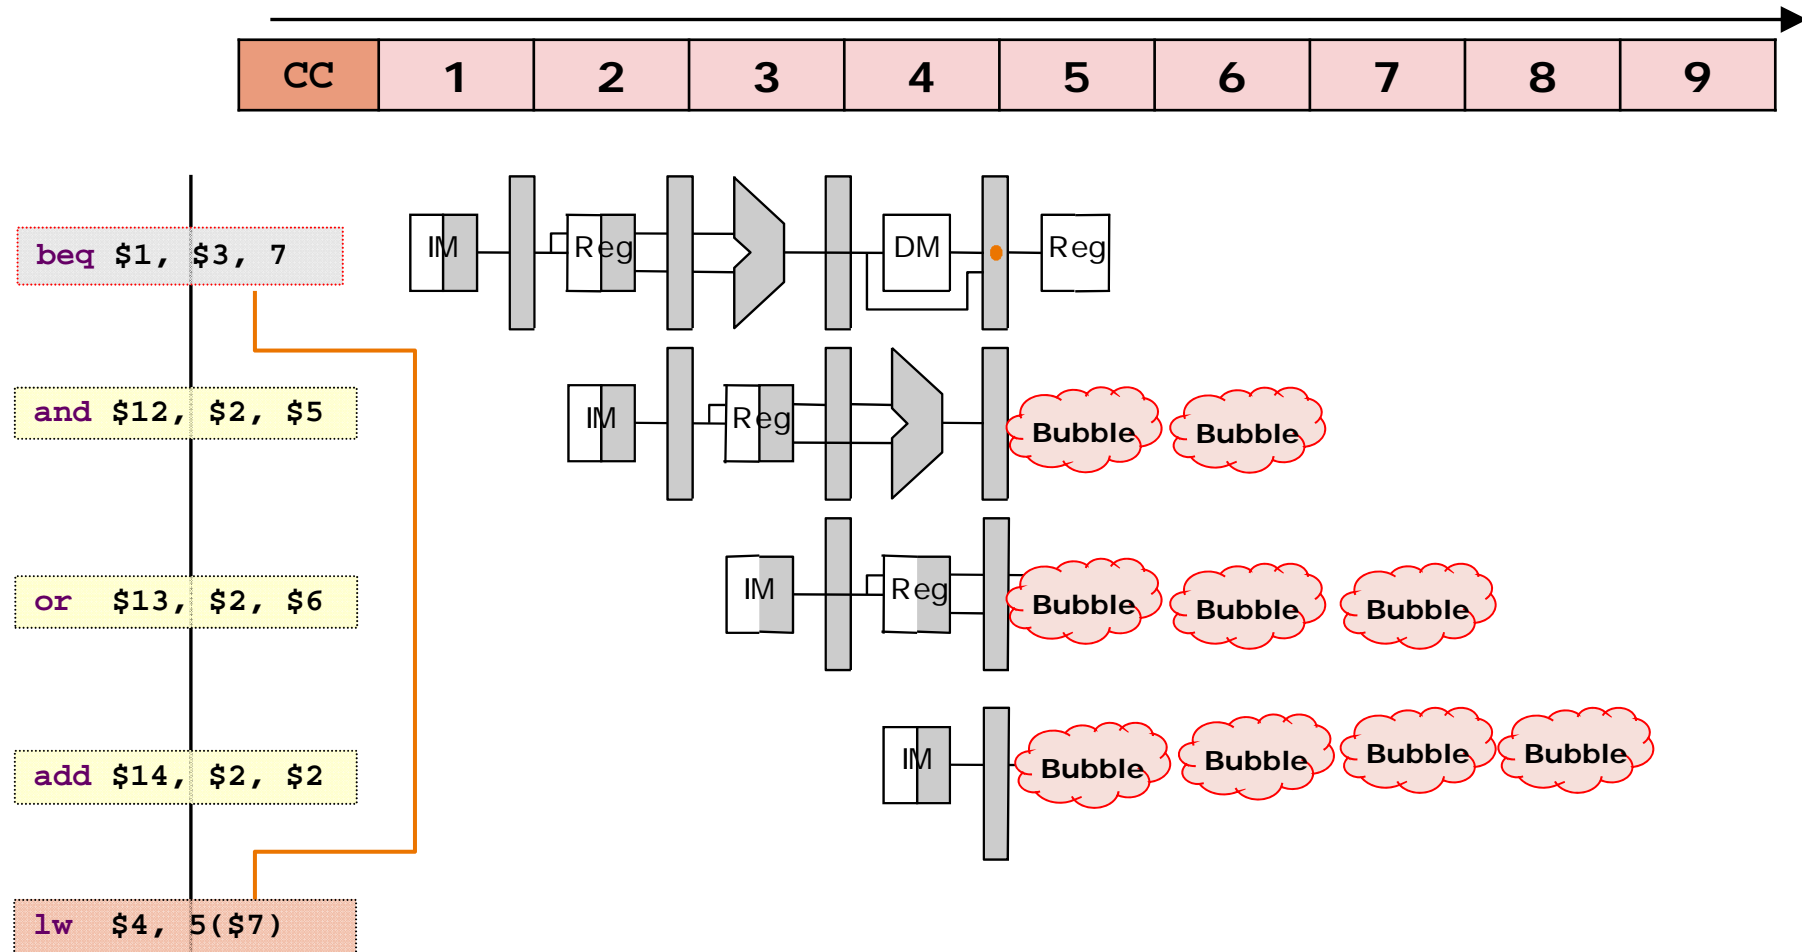 CC 1 2 3 4 5 6 7 8 9
beq $1, $3, 7
IM Reg DM Reg
and $12, $2, $5
IM Reg Bubble Bubble
or $13, $2, $6
IM Reg Bubble Bubble Bubble
add $14, $2, $2
IM Bubble Bubble Bubble Bubble
lw $4, 5($7)